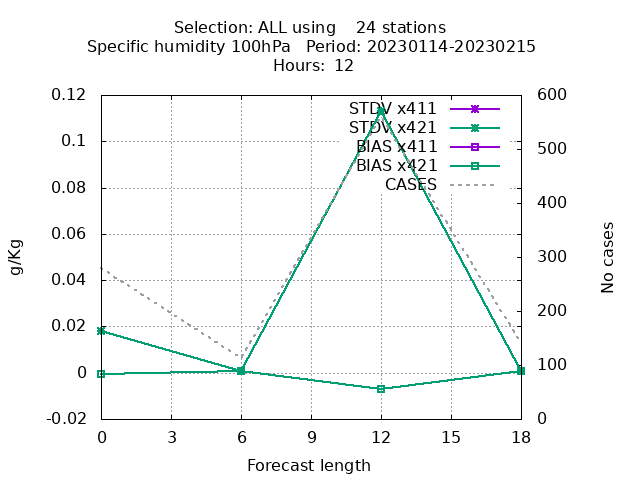 Selection: ALL using    24 stations
Specific humidity 100hPa   Period: 20230114-20230215
Hours: 12
STDV x411
STDV x421
BIAS x411
BIAS x421
CASES
0.12
0.1
0.08
0.06
0.04
0.02
0
-0.02
g/Kg
600
500
400
300
200
100
0
No cases
0 3 6 9 12 15 18
Forecast length